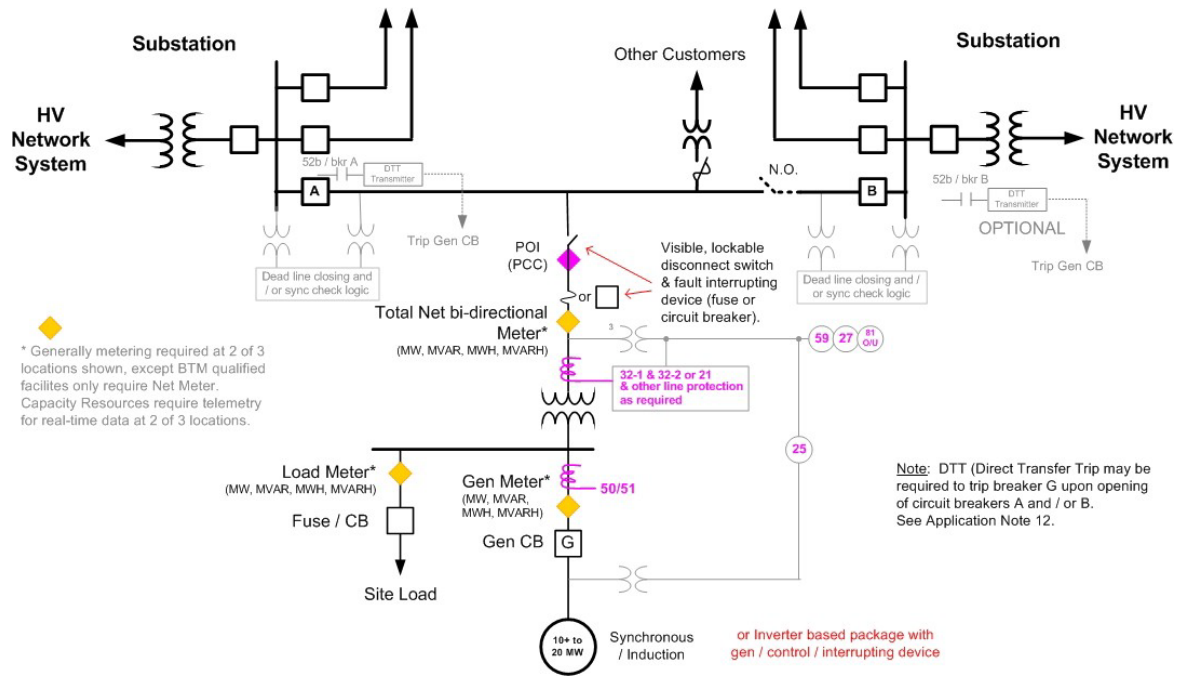 Substation
Substation
Other Customers
HV
Network
System
HV
Network
System
52b / bkr A
DTT
Transmitter
A
N.O.
B
52b / bkr B
DTT
Transmitter
OPTIONAL
Trip Gen CB
Trip Gen CB
Dead line closing and
/ or sync check logic
Dead line closing and /
or sync check logic
POI
(PCC)
Visible, lockable
disconnect switch
& fault interrupting
device (fuse or
circuit breaker).
or
Total Net bi-directional
Meter*
(MW, MVAR, MWH, MVARH)
3
59
27
81
O/U
32-1 & 32-2 or 21
& other line protection
as required
* Generally metering required at 2 of 3
locations shown, except BTM qualified
facilites only require Net Meter.
Capacity Resources require telemetry
for real-time data at 2 of 3 locations.
25
Load Meter*
(MW, MVAR, MWH, MVARH)
Fuse / CB
Site Load
Gen Meter*
(MW, MVAR,
MWH, MVARH)
50/51
Gen CB
G
Note: DTT (Direct Transfer Trip may be
required to trip breaker G upon opening
of circuit breakers A and / or B.
See Application Note 12.
10+ to
20 MW
Synchronous
/ Induction
or Inverter based package with
gen / control / interrupting device